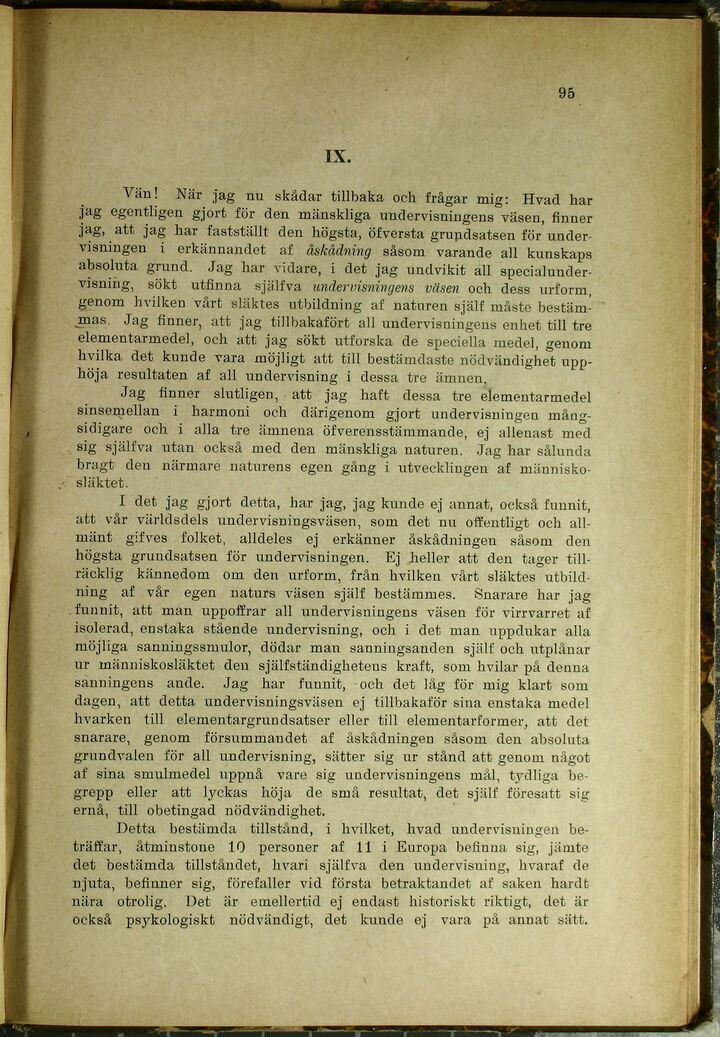 95
IX.
Vän! När jag nu skådar tillbaka och frågar mig: Hvad har
jag egentligen gjort för den mänskliga undervisningens väsen, finner
jag, att jag har fastställt den högsta, öfversta grundsatsen för under-
visningen i erkännandet af åskådning såsom varande all kunskaps
absoluta grund. Jag har vidare, i det jag undvikit all specialunder-
visning, sökt utfinna själfva undervisningens väsen och dess urform,
genom hvilken vårt släktes utbildning af naturen själf måste bestäm-
mas. Jag finner, att jag tillbakafört all undervisningens enhet till tre
elementarmedel, och att jag sökt utforska de speciella medel, genom
hvilka det kunde vara möjligt att till bestämdaste nödvändighet upp-
höja resultaten af all undervisning i dessa tre ämnen.
Jag finner slutligen, att jag haft dessa tre elementarmedel
sinsemellan i harmoni och därigenom gjort undervisningen mång-
sidigare och i alla tre ämnena öfverensstämmande, ej allenast med
sig själfva utan också med den mänskliga naturen. Jag har sålunda
bragt den närmare naturens egen gång i utvecklingen af människo-
släktet.
I det jag gjort detta, har jag, jag kunde ej annat, också funnit,
att vår världsdels undervisningsväsen, som det nu offentligt och all-
mänt gifves folket, alldeles ej erkänner åskådningen såsom den
högsta grundsatsen för undervisningen. Ej heller att den tager till-
räcklig kännedom om den urform, från hvilken vårt släktes utbild-
ning af vår egen naturs väsen själf bestämmes. Snarare har jag
funnit, att man uppoffrar all undervisningens väsen för virrvarret af
isolerad, enstaka stående undervisning, och i det man uppdukar alla
möjliga sanningssmulor, dödar man sanningsanden själf och utplånar
ur människosläktet den själfständighetens kraft, som hvilar på denna
sanningens ande. Jag har funnit, och det låg för mig klart som
dagen, att detta undervisningsväsen ej tillbakaför sina enstaka medel
hvarken till elementargrundsatser eller till elementarformer, att det
snarare, genom försummandet af åskådningen såsom den absoluta
grundvalen för all undervisning, sätter sig ur stånd att genom något
af sina smulmedel uppnå vare sig undervisningens mål, tydliga be-
grepp eller att lyckas höja de små resultat, det själf föresatt sig
ernå, till obetingad nödvändighet.
Detta bestämda tillstånd, i hvilket, hvad undervisningen be-
träffar, åtminstone 10 personer af 11 i Europa befinna sig, jämte
det bestämda tillståndet, hvari själfva den undervisning, hvaraf de
njuta, befinner sig, förefaller vid första betraktandet af saken hardt
nära otrolig. Det är emellertid ej endast historiskt riktigt, det är
också psykologiskt nödvändigt, det kunde ej vara på annat sätt.